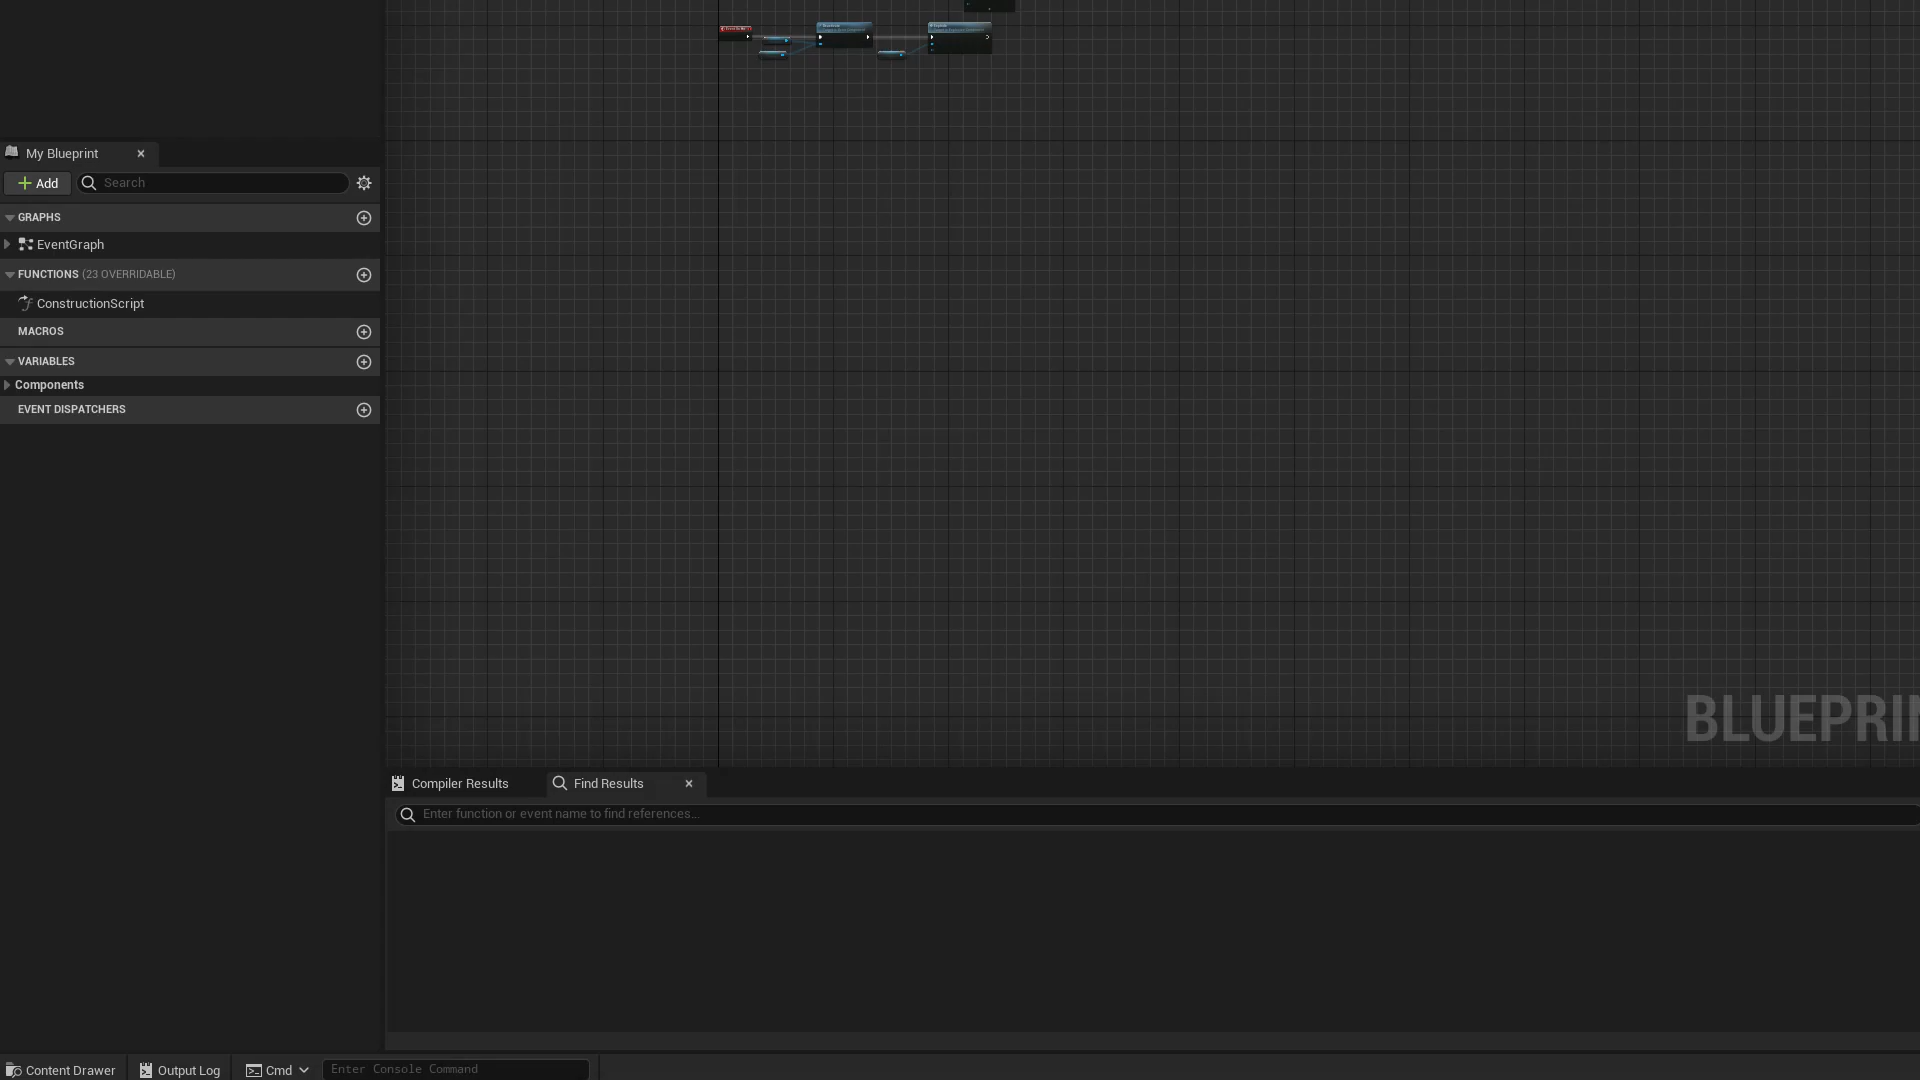 My Blueprint
Add
Search
GRAPHS
EventGraph
FUNCTIONS (23 OVERRIDABLE)
ConstructionScript
MACROS
VARIABLES
Components
EVENT DISPATCHERS
BLUEPRI
Compiler Results
Find Results
Enter function or event name to find references...
Content Drawer
Output Log
Cmd
Enter Console Command